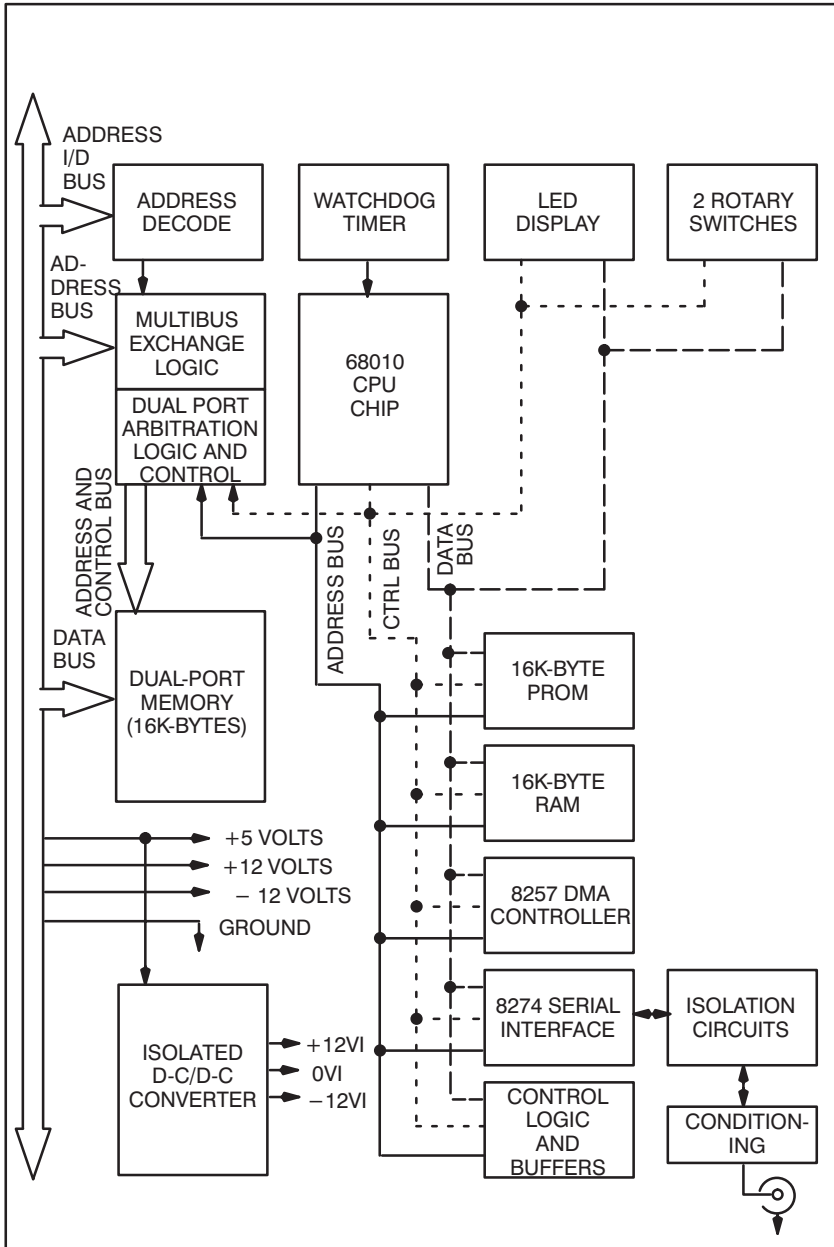 ADDRESS
I/D
BUS
ADDRESS
DECODE
WATCHDOG
TIMER
LED
DISPLAY
2 ROTARY
SWITCHES
AD-
DRESS
BUS
MULTIBUS
EXCHANGE
LOGIC
DUAL PORT
ARBITRATION
LOGIC AND
CONTROL
68010
CPU
CHIP
ADDRESS AND
CONTROL BUS
ADDRESS BUS
CTRL BUS
DATA
BUS
DATA
BUS
DUAL-PORT
MEMORY
(16K-BYTES)
16K-BYTE
PROM
16K-BYTE
RAM
8257 DMA
CONTROLLER
8274 SERIAL
INTERFACE
ISOLATION
CIRCUITS
CONTROL
LOGIC
AND
BUFFERS
CONDITION-
ING
+5 VOLTS
+12 VOLTS
– 12 VOLTS
GROUND
ISOLATED
D-C/D-C
CONVERTER
+12VI
0VI
–12VI